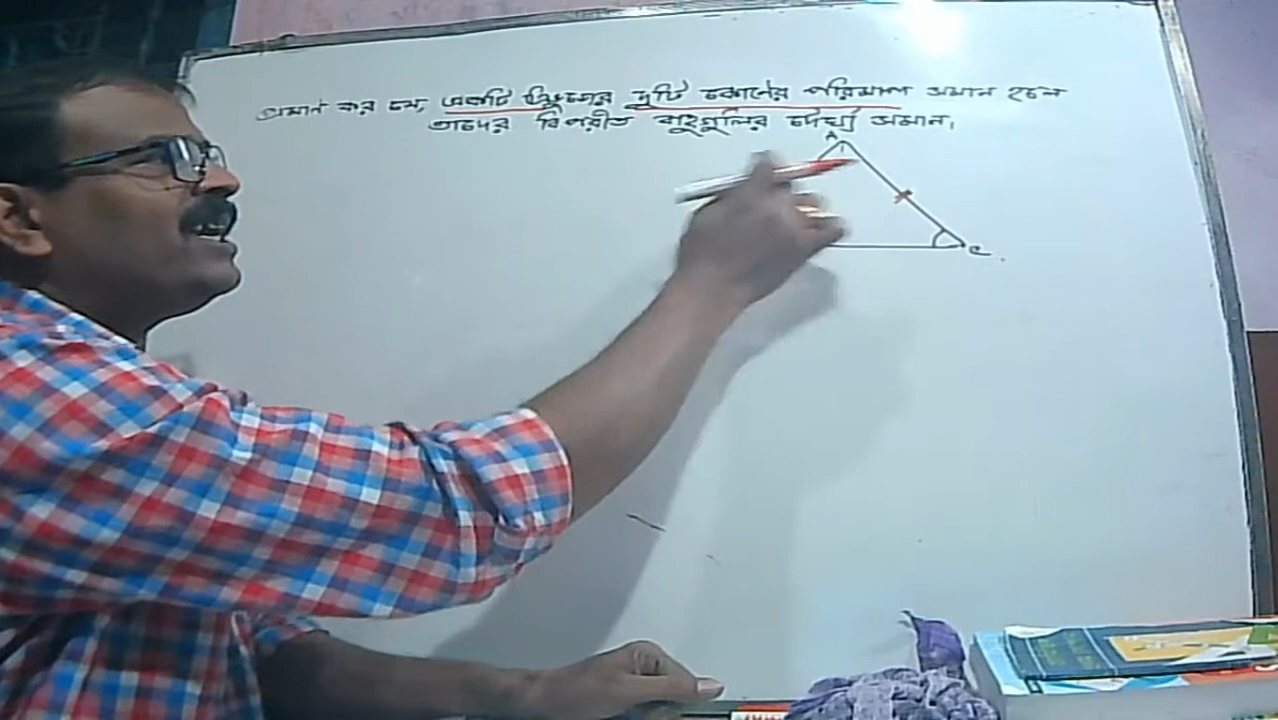 প্রমাণ কর যে, একটি ত্রিভুজের দুটি কোণের পরিমাপ সমান হলে
তাদের বিপরীত বাহুগুলির দৈর্ঘ্য সমান।
A
C